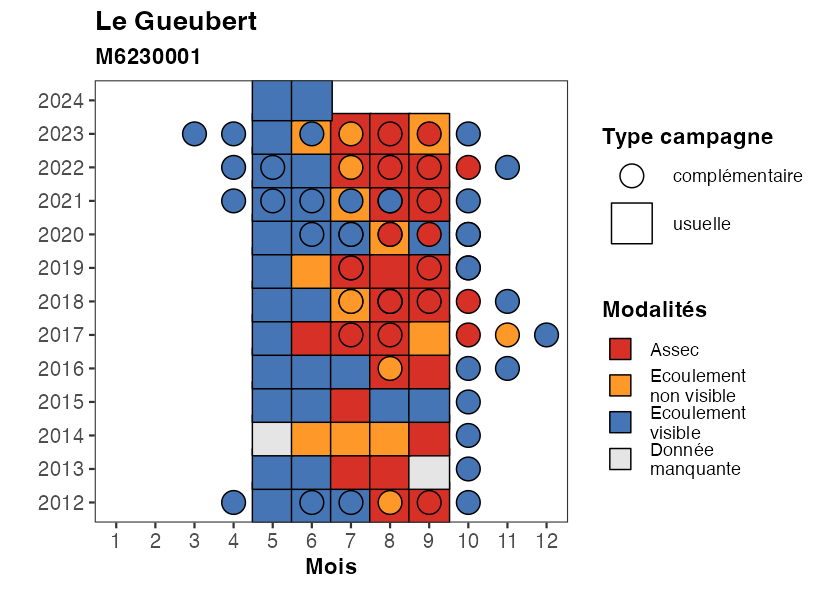 Le Gueubert
M6230001
2024
2023
2022
2021
2020
2019
2018
2017
2016
2015
2014
2013
2012
1 2 3 4 5 6 7 8 9 10 11 12
Mois
Type campagne
complémentaire
usuelle
Modalités
Assec
Ecoulement
non visible
Ecoulement
visible
Donnée
manquante